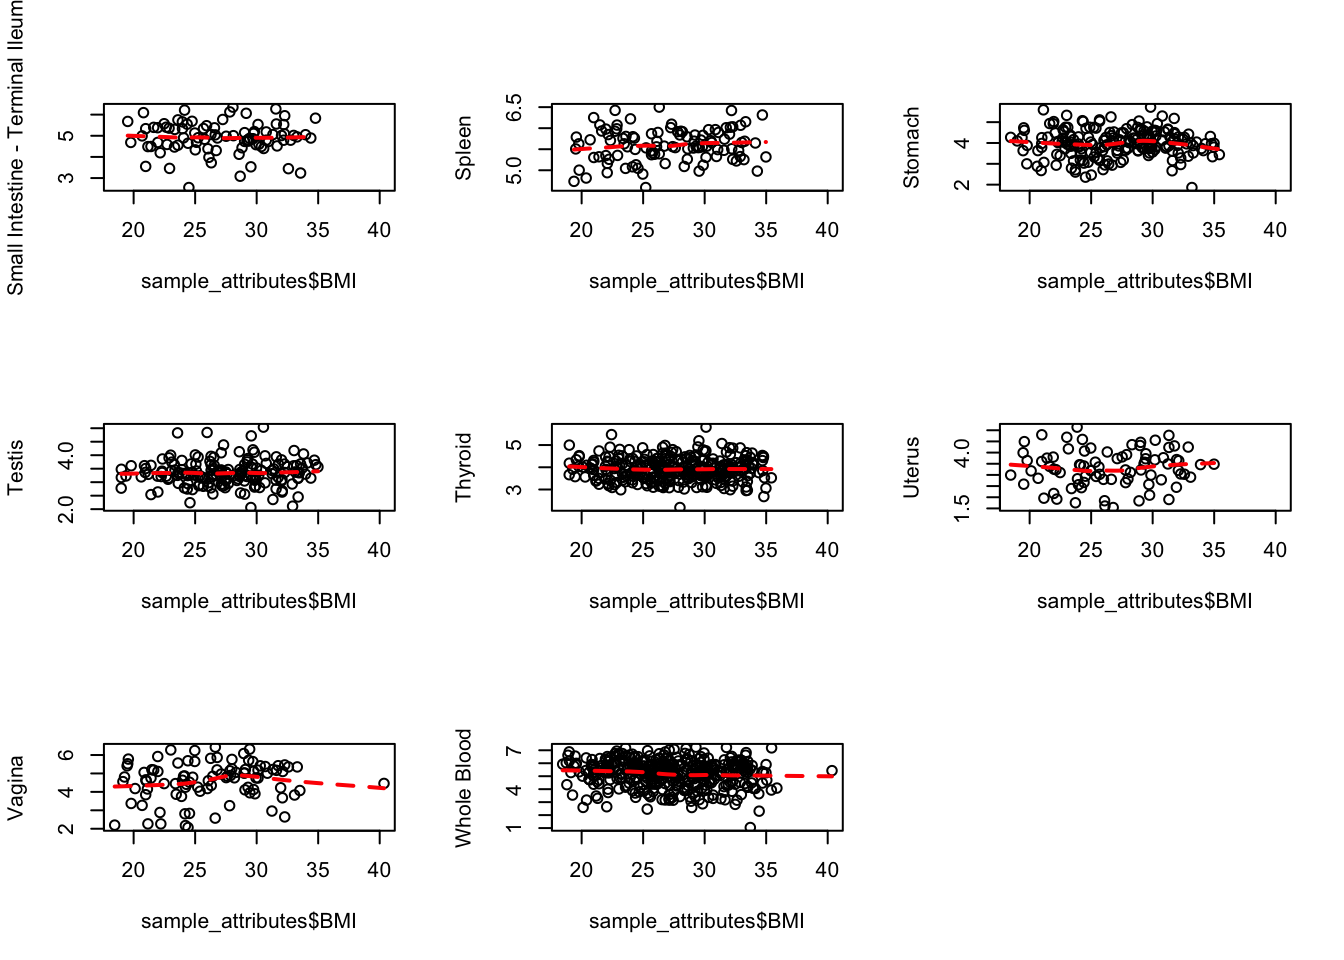 Small Intestine - Terminal Ileum
3 5
20 25 30 35 40
sample_attributes$BMI
Spleen
5.0 6.5
20 25 30 35 40
sample_attributes$BMI
Stomach
2 4
20 25 30 35 40
sample_attributes$BMI
Testis
2.0 4.0
20 25 30 35 40
sample_attributes$BMI
Thyroid
3 5
20 25 30 35 40
sample_attributes$BMI
Uterus
1.5 4.0
20 25 30 35 40
sample_attributes$BMI
Vagina
2 4 6
20 25 30 35 40
sample_attributes$BMI
Whole Blood
1 4 7
20 25 30 35 40
sample_attributes$BMI